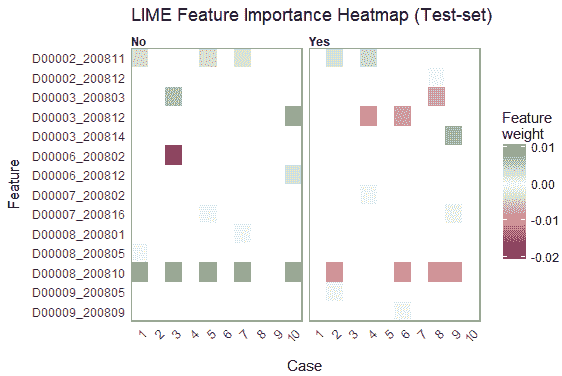 LIME Feature Importance Heatmap (Test-set)
No
Yes
D00002_200811
D00002_200812
D00003_200803
D00003_200812
D00003_200814
D00006_200802
D00006_200812
D00007_200802
D00007_200816
D00008_200801
D00008_200805
D00008_200810
D00009_200805
D00009_200809
Feature
1 2 3 4 5 6 7 8 9 10
1 2 3 4 5 6 7 8 9 10
Case
Feature
weight
0.01
0.00
-0.01
-0.02